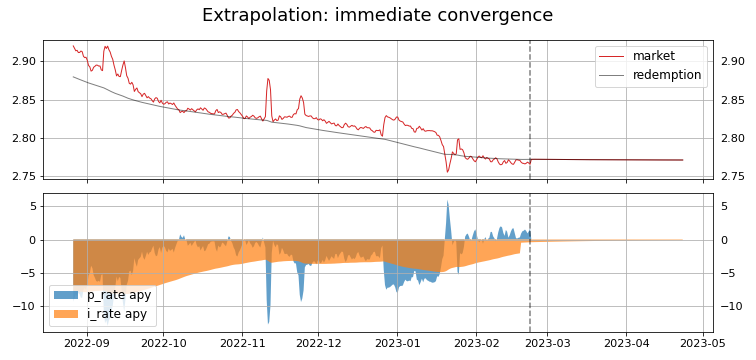 Extrapolation: immediate convergence
2.90 2.90
market
redemption
2.85 2.85
2.80 2.80
2.75 2.75
5 5
0 0
−5 −5
p_rate apy
i_rate apy
−10 −10
2022-09 2022-10 2022-11 2022-12 2023-01 2023-02 2023-03 2023-04 2023-05